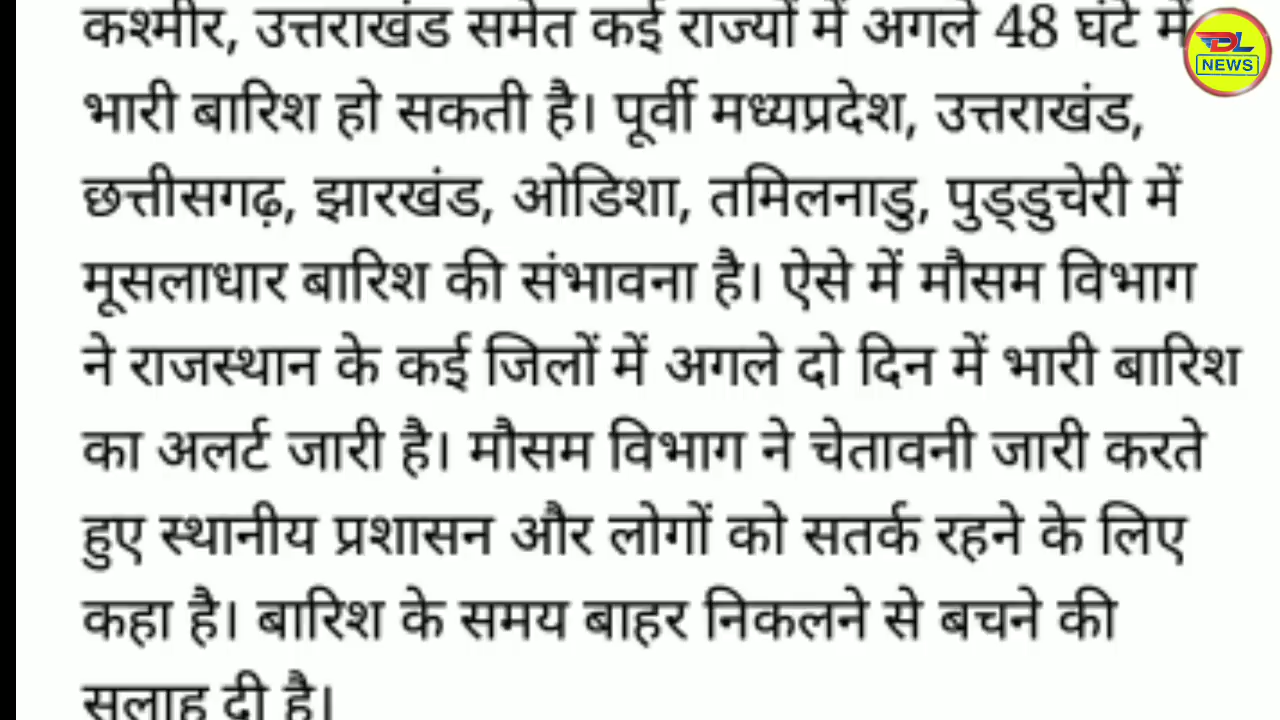 कश्मीर, उत्तराखंड समेत कई राज्यों में अगले 48 घंटे में
भारी बारिश हो सकती है। पूर्वी मध्यप्रदेश, उत्तराखंड,
छत्तीसगढ़, झारखंड, ओडिशा, तमिलनाडु, पुड्डुचेरी में
मूसलाधार बारिश की संभावना है। ऐसे में मौसम विभाग
ने राजस्थान के कई जिलों में अगले दो दिन में भारी बारिश
का अलर्ट जारी है। मौसम विभाग ने चेतावनी जारी करते
हुए स्थानीय प्रशासन और लोगों को सतर्क रहने के लिए
कहा है। बारिश के समय बाहर निकलने से बचने की
सलाह दी है।
DL
NEWS